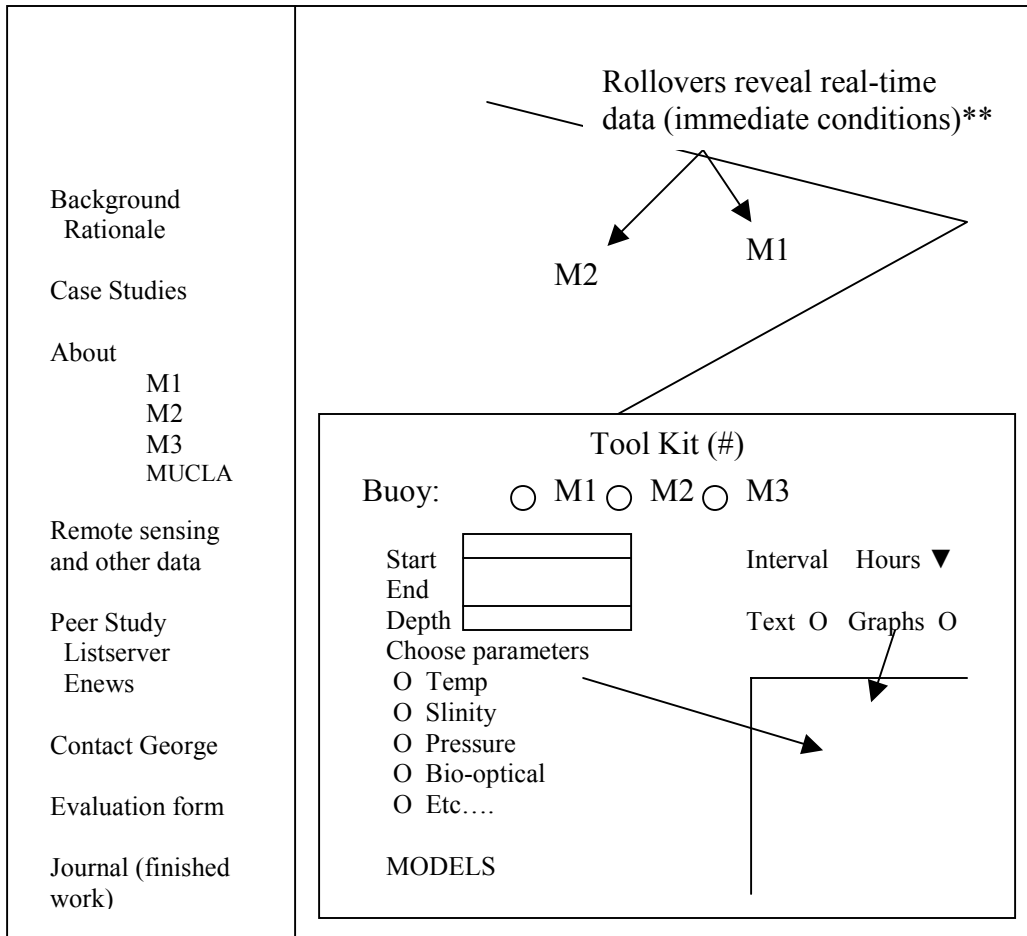 Background
Rationale
Case Studies
About
M1
M2
M3
MUCLA
Remote sensing
and other data
Peer Study
Listserver
Enews
Contact George
Evaluation form
Journal (finished
work)
Rollovers reveal real-time
data (immediate conditions)**
M1
M2
Tool Kit (#)
Buoy: M1 M2 M3
Start Interval Hours ▼
End
Depth Text O Graphs O
Choose parameters
O Temp
O Slinity
O Pressure
O Bio-optical
O Etc….
MODELS